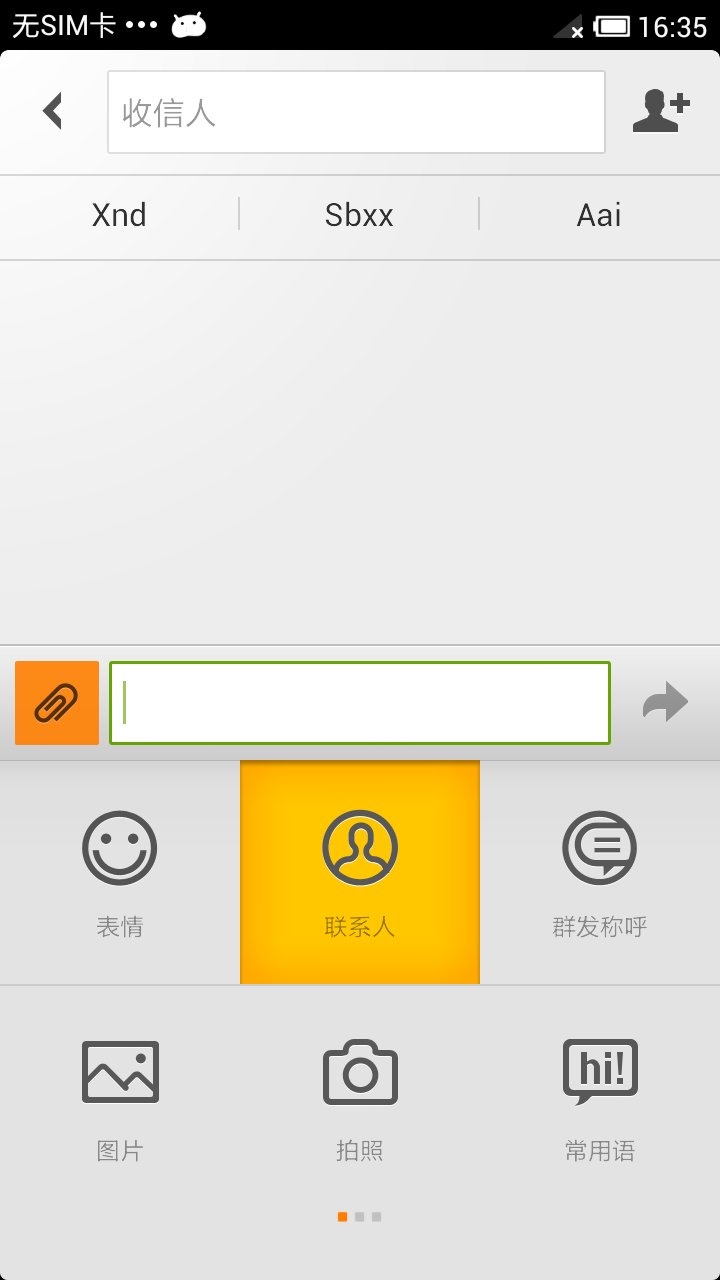 无SIM卡 ••• 16:35
收信人
Xnd Sbxx Aai
表情 联系人 群发称呼
hi!
图片 拍照 常用语